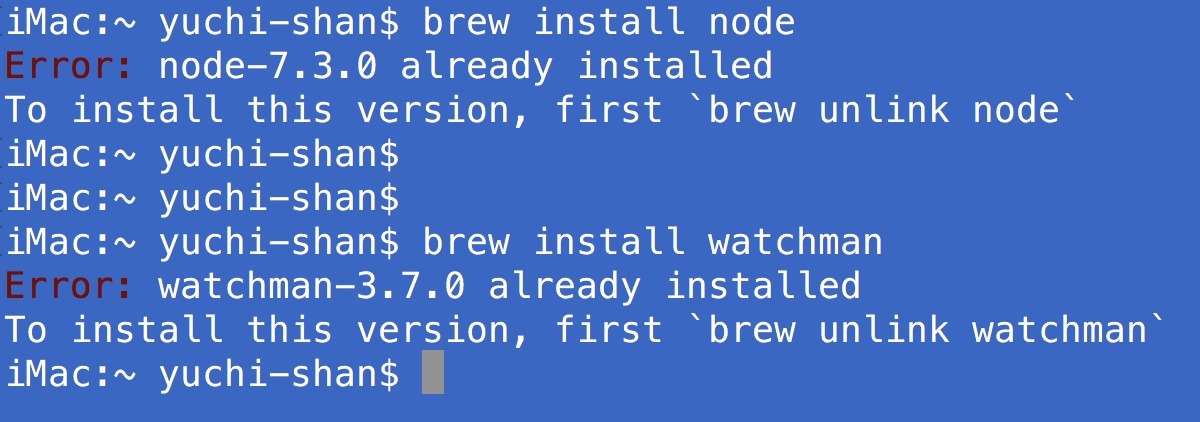 iMac:~ yuchi-shan$ brew install node
Error: node-7.3.0 already installed
To install this version, first `brew unlink node`
iMac:~ yuchi-shan$
iMac:~ yuchi-shan$
iMac:~ yuchi-shan$ brew install watchman
Error: watchman-3.7.0 already installed
To install this version, first `brew unlink watchman`
iMac:~ yuchi-shan$